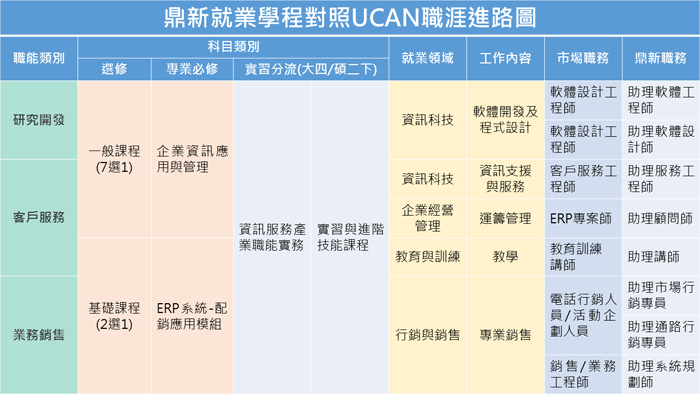 鼎新就業學程對照UCAN職涯進路圖
職能類別
科目類別
就業領域
工作內容
市場職務
鼎新職務
選修
專業必修
實習分流(大四/碩二下)
研究開發
客戶服務
業務銷售
一般課程
(7選1)
基礎課程
(2選1)
企業資訊應
用與管理
ERP系統-配
銷應用模組
資訊服務產
業職能實務
實習與進階
技能課程
資訊科技
軟體開發及
程式設計
軟體設計工
程師
助理軟體工
程師
軟體設計工
程師
助理軟體設
計師
資訊科技
資訊支援
與服務
客戶服務工
程師
助理服務工
程師
企業經營
管理
運籌管理
ERP專案師
助理顧問師
教育與訓練
教學
教育訓練
講師
助理講師
行銷與銷售
專業銷售
電話行銷人
員/活動企
劃人員
助理市場行
銷專員
助理通路行
銷專員
銷售/業務
工程師
助理系統規
劃師